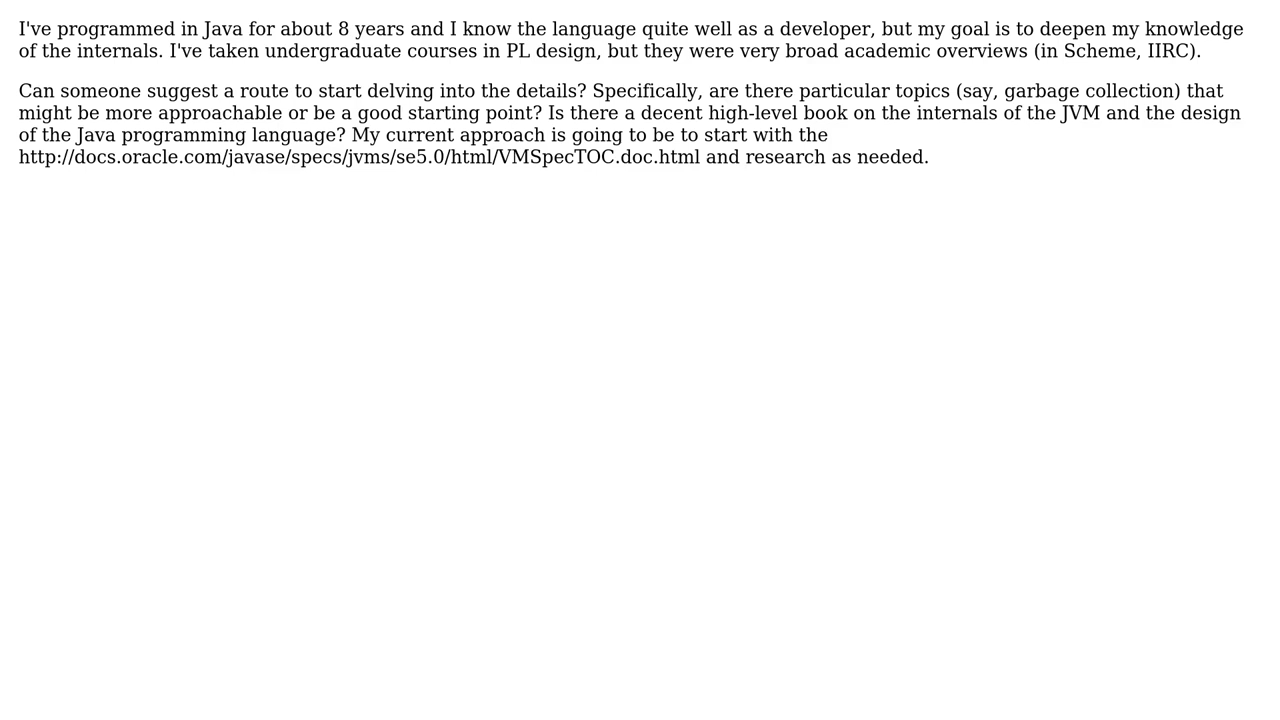 I've programmed in Java for about 8 years and I know the language quite well as a developer, but my goal is to deepen my knowledge
of the internals. I've taken undergraduate courses in PL design, but they were very broad academic overviews (in Scheme, IIRC).
Can someone suggest a route to start delving into the details? Specifically, are there particular topics (say, garbage collection) that
might be more approachable or be a good starting point? Is there a decent high-level book on the internals of the JVM and the design
of the Java programming language? My current approach is going to be to start with the
http://docs.oracle.com/javase/specs/jvms/se5.0/html/VMSpecTOC.doc.html and research as needed.